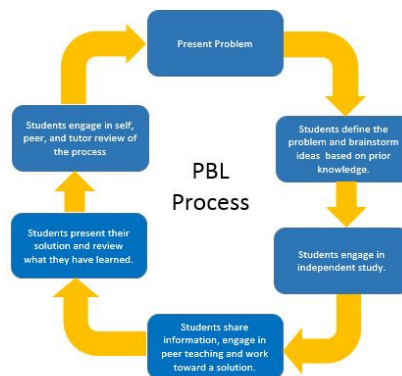 Present Problem
Students define the
problem and brainstorm
ideas based on prior
knowledge.
Students engage in
independent study.
Students share
information, engage in
peer teaching and work
toward a solution.
Students present their
solution and review
what they have learned.
Students engage in self,
peer, and tutor review of
the process
PBL
Process